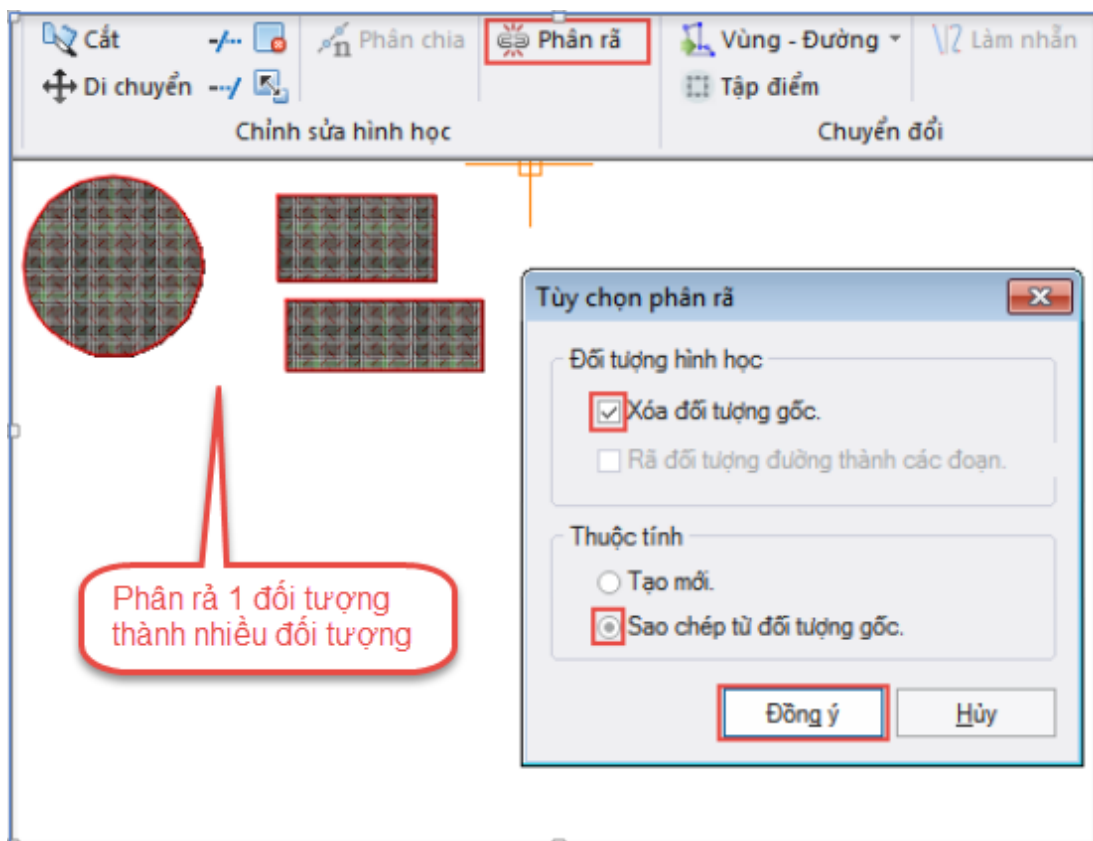 Cắt
Phân chia
Phân rã
Vùng - Đường
Làm nhẵn
Di chuyển
Tập điểm
Chỉnh sửa hình học
Chuyển đổi
Tùy chọn phân rã
Đối tượng hình học
Xóa đối tượng gốc.
Rã đối tượng đường thành các đoạn.
Thuộc tính
Tạo mới.
Sao chép từ đối tượng gốc.
Đồng ý
Hủy
Phân rả 1 đối tượng
thành nhiều đối tượng